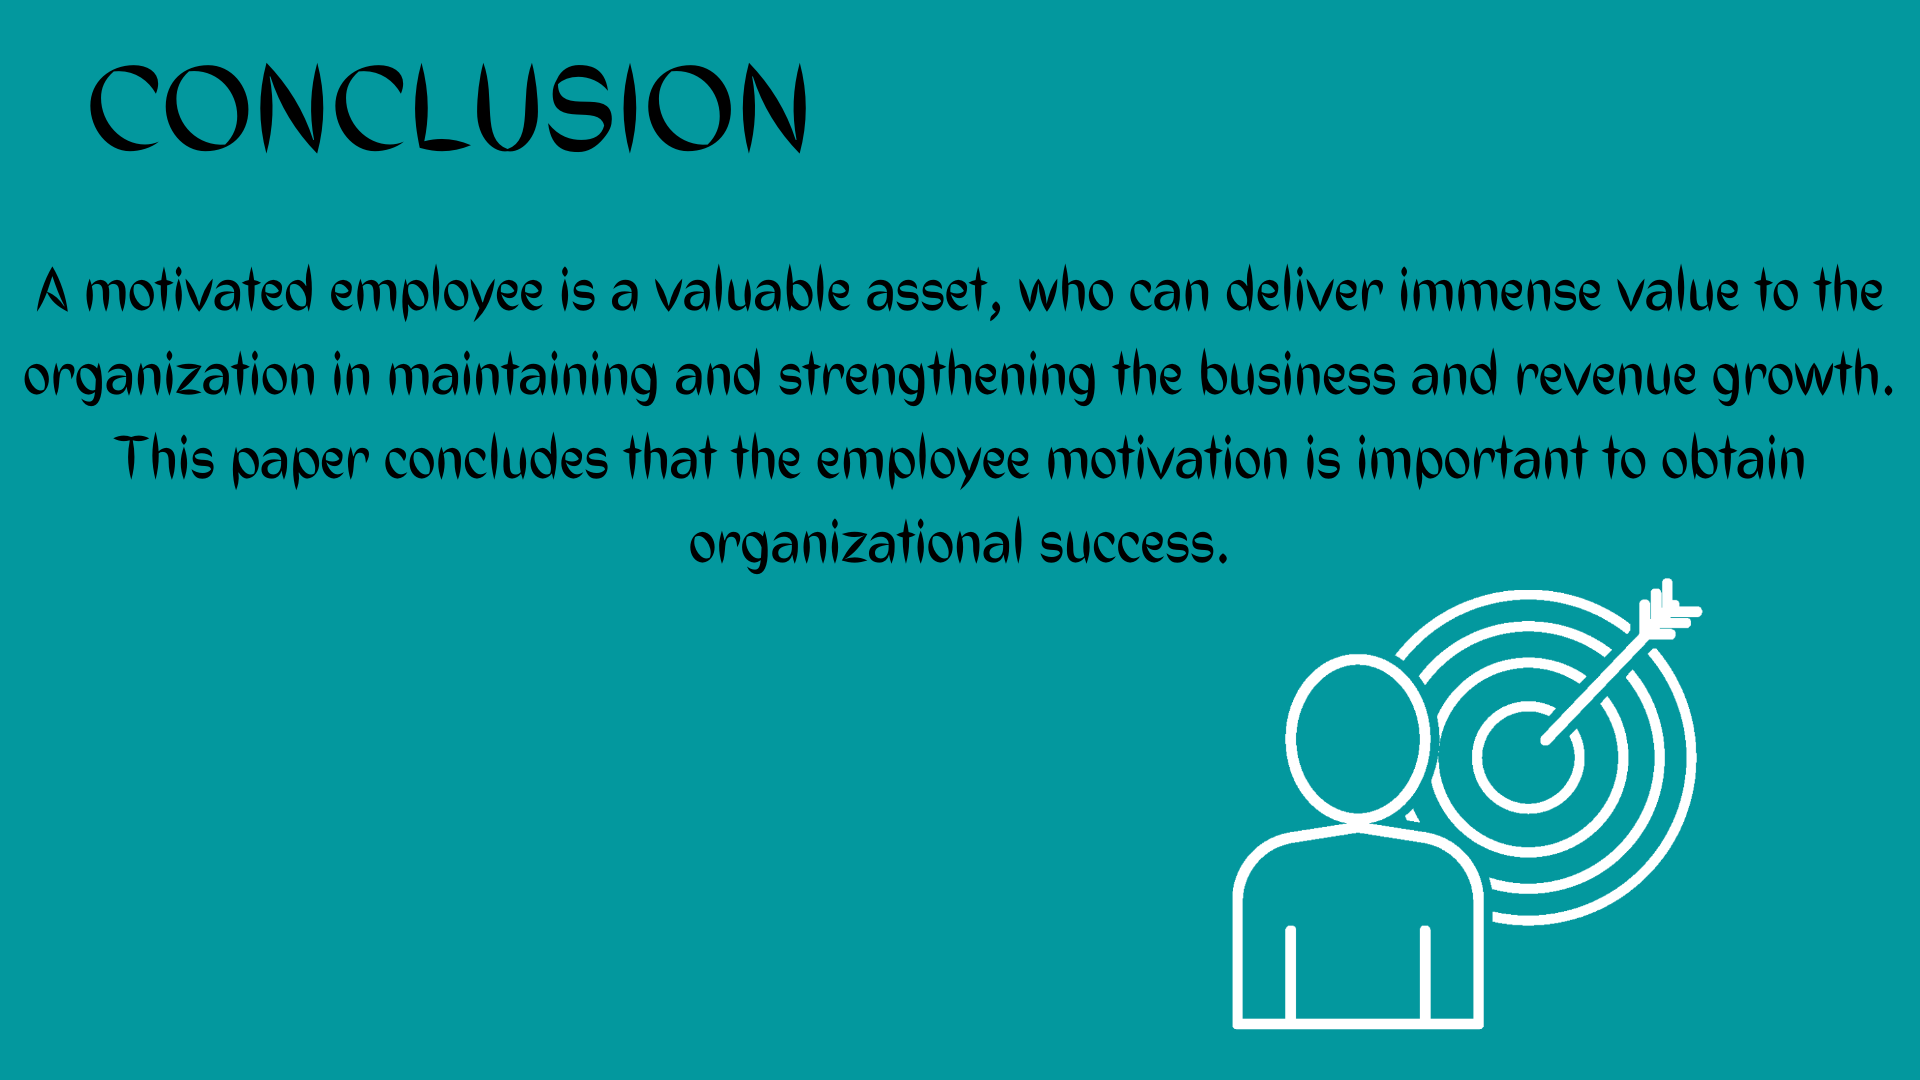 CONCLUSION
A motivated employee is a valuable asset, who can deliver immense value to the
organization in maintaining and strengthening the business and revenue growth.
This paper concludes that the employee motivation is important to obtain
organizational success.